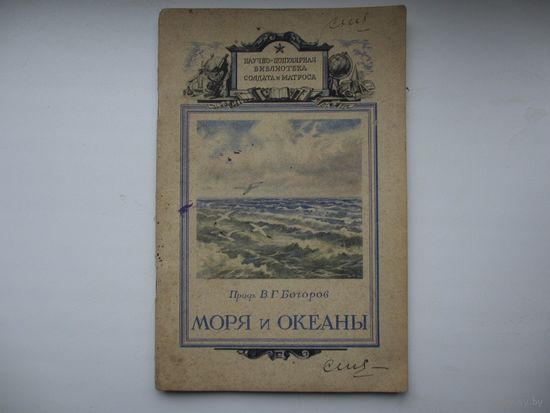 НАУЧНО-ПОПУЛЯРНАЯ
БИБЛИОТЕКА
СОЛДАТА и МАТРОСА
Проф. В. Г. Богоров
МОРЯ и ОКЕАНЫ